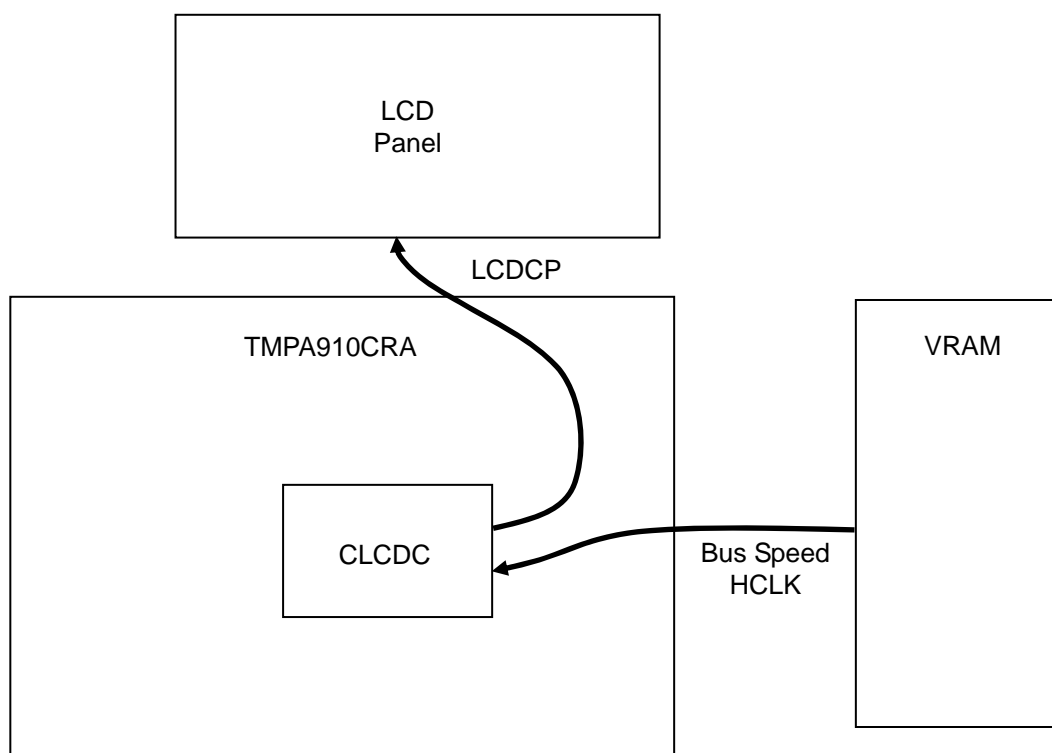 LCD
Panel
LCDCP
TMPA910CRA
VRAM
CLCDC
Bus Speed
HCLK